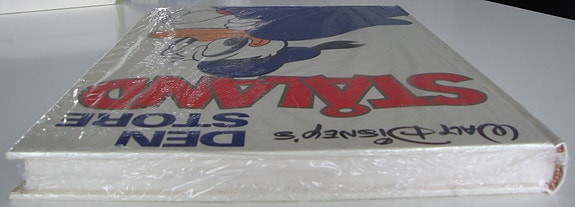 Walt Disney's
DEN
STORE
STÅLAND